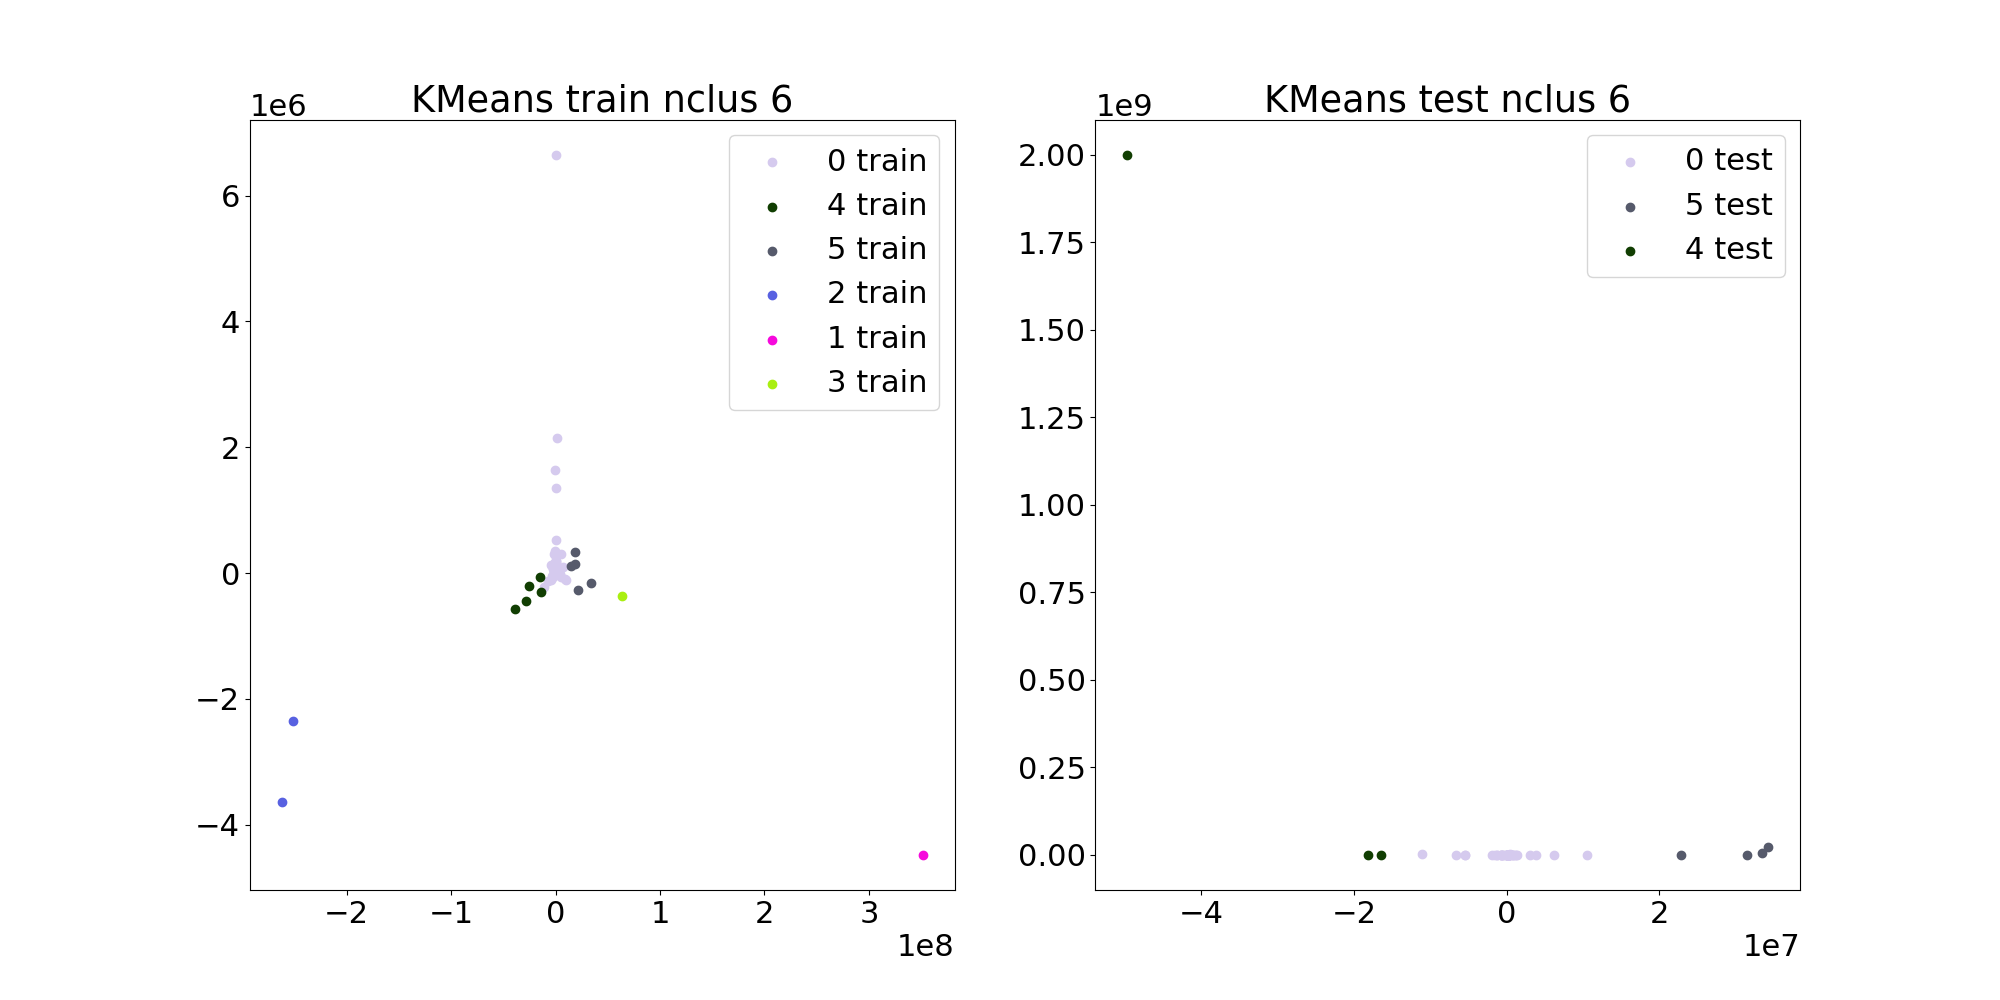 KMeans train nclus 6
1e6
6
4
2
0
−2
−4
−2
−1
0
1
2
3
1e8
0 train
4 train
5 train
2 train
1 train
3 train
KMeans test nclus 6
1e9
2.00
1.75
1.50
1.25
1.00
0.75
0.50
0.25
0.00
−4
−2
0
2
1e7
0 test
5 test
4 test